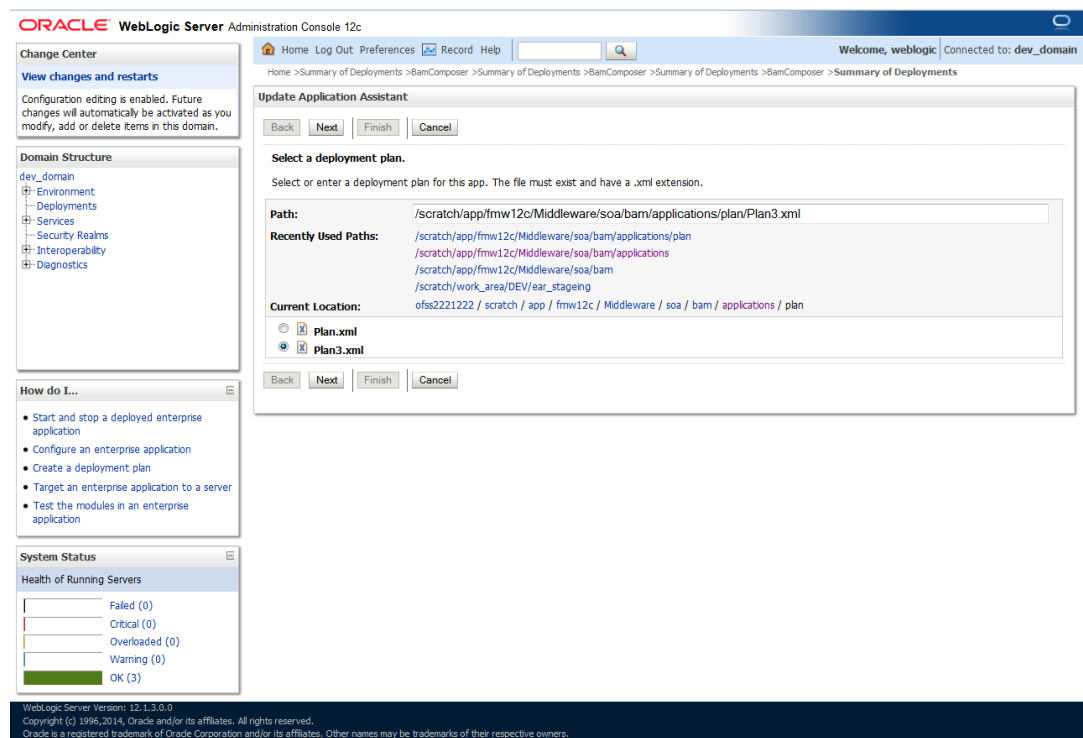 ORACLE WebLogic Server Administration Console 12c
Change Center
View changes and restarts
Configuration editing is enabled. Future
changes will automatically be activated as you
modify, add or delete items in this domain.
Domain Structure
dev_domain
Environment
Deployments
Services
Security Realms
Interoperability
Diagnostics
How do I...
Start and stop a deployed enterprise
application
Configure an enterprise application
Create a deployment plan
Target an enterprise application to a server
Test the modules in an enterprise
application
System Status
Health of Running Servers
Failed (0)
Critical (0)
Overloaded (0)
Warning (0)
OK (3)
Home Log Out Preferences Record Help
Welcome, weblogic Connected to: dev_domain
Home >Summary of Deployments >BamComposer >Summary of Deployments >BamComposer >Summary of Deployments >BamComposer >Summary of Deployments
Update Application Assistant
Back Next Finish Cancel
Select a deployment plan.
Select or enter a deployment plan for this app. The file must exist and have a .xml extension.
Path: /scratch/app/fmw12c/Middleware/soa/bam/applications/plan/Plan3.xml
Recently Used Paths: /scratch/app/fmw12c/Middleware/soa/bam/applications/plan
/scratch/app/fmw12c/Middleware/soa/bam/applications
/scratch/app/fmw12c/Middleware/soa/bam
/scratch/work_area/DEV/ear_stageing
Current Location: ofss2221222 / scratch / app / fmw12c / Middleware / soa / bam / applications / plan
Plan.xml
Plan3.xml
Back Next Finish Cancel
WebLogic Server Version: 12.1.3.0.0
Copyright (c) 1996,2014, Oracle and/or its affiliates. All rights reserved.
Oracle is a registered trademark of Oracle Corporation and/or its affiliates. Other names may be trademarks of their respective owners.